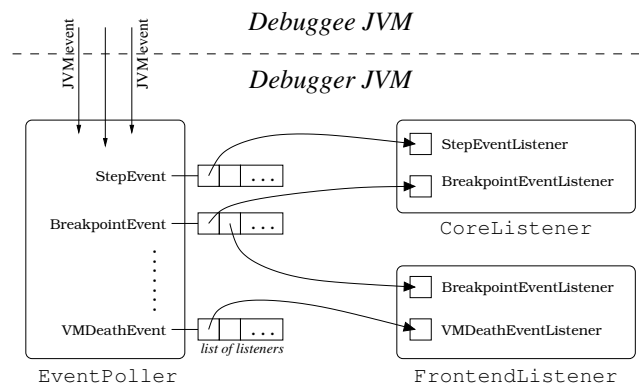 Debuggee JVM
JVM event
JVM event
Debugger JVM
StepEvent
...
BreakpointEvent
...
VMDeathEvent
...
list of listeners
EventPoller
StepEventListener
BreakpointEventListener
CoreListener
BreakpointEventListener
VMDeathEventListener
FrontendListener